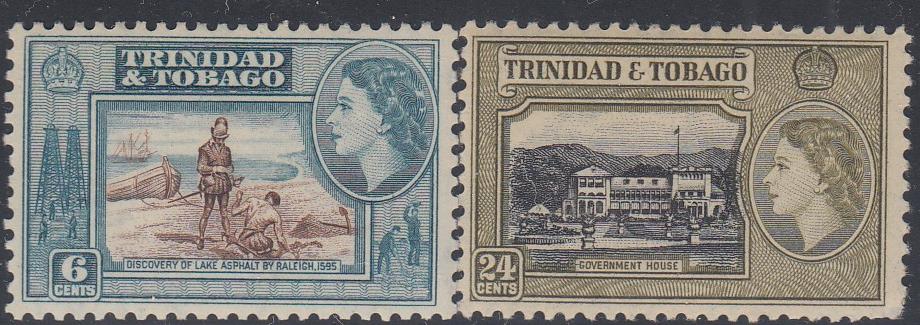 TRINIDAD
& TOBAGO
DISCOVERY OF LAKE ASPHALT BY RALEIGH, 1595
6
CENTS
TRINIDAD & TOBAGO
GOVERNMENT HOUSE
24
CENTS